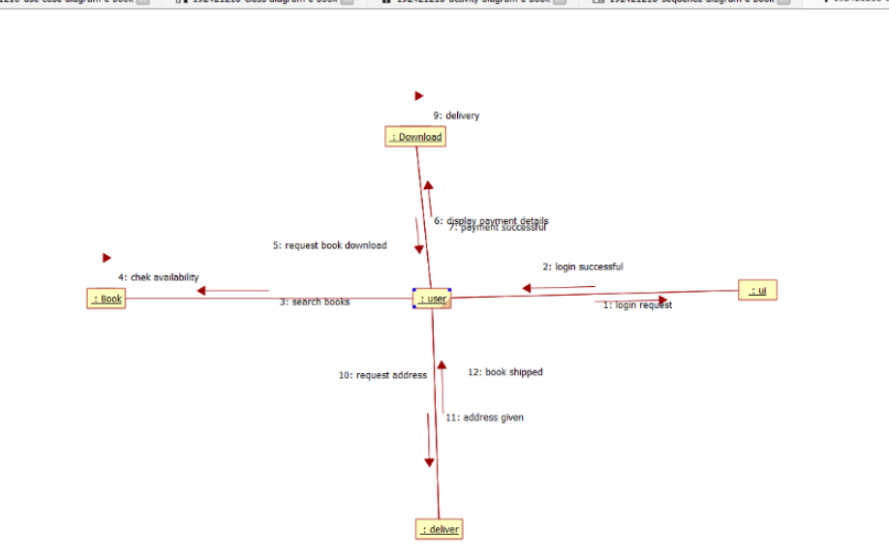 9: delivery
: Download
6: display payment details
7: payment successful
5: request book download
2: login successful
4: chek availability
: Book
3: search books
: user
: ui
1: login request
10: request address
12: book shipped
11: address given
: deliver